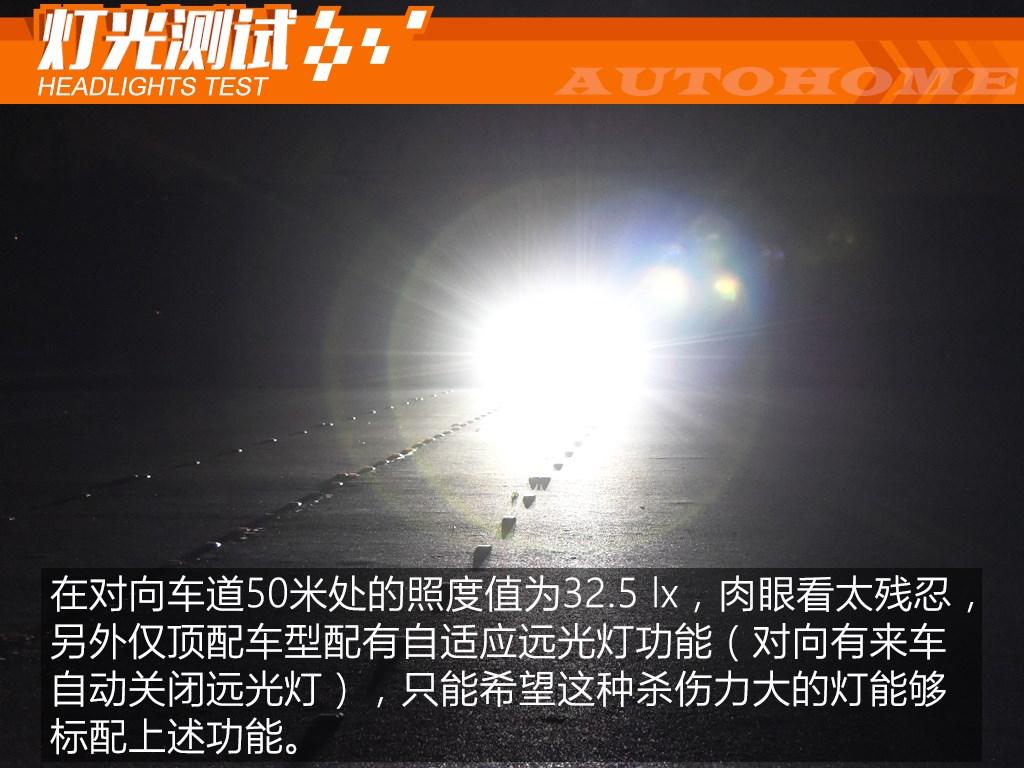 灯光测试
HEADLIGHTS TEST
AUTOHOME
在对向车道50米处的照度值为32.5 lx，肉眼看太残忍，
另外仅顶配车型配有自适应远光灯功能（对向有来车
自动关闭远光灯），只能希望这种杀伤力大的灯能够
标配上述功能。